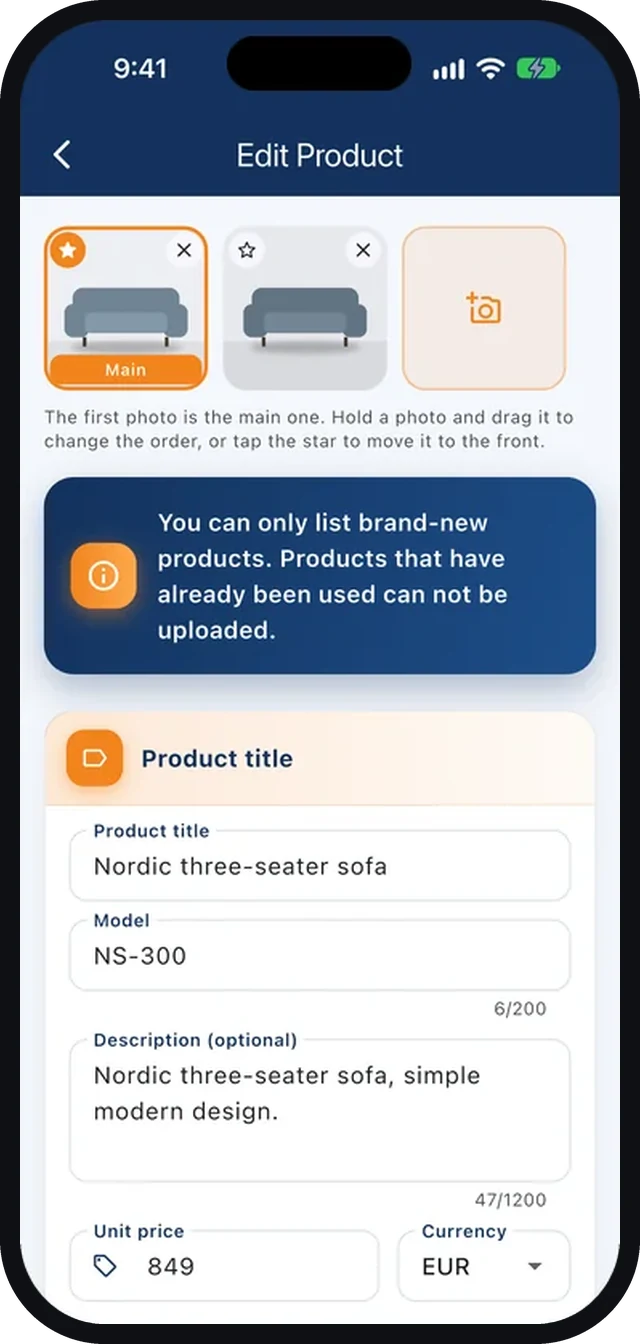 9:41
Edit Product
Main
The first photo is the main one. Hold a photo and drag it to
change the order, or tap the star to move it to the front.
You can only list brand-new
products. Products that have
already been used can not be
uploaded.
Product title
Product title
Nordic three-seater sofa
Model
NS-300
6/200
Description (optional)
Nordic three-seater sofa, simple
modern design.
47/1200
Unit price
849
Currency
EUR